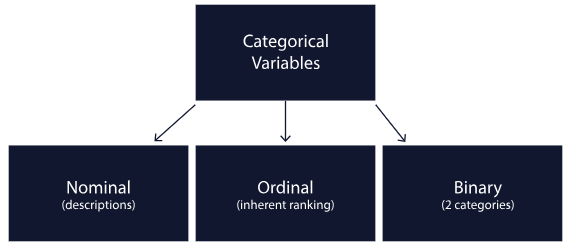 Categorical
Variables
Nominal
(descriptions)
Ordinal
(inherent ranking)
Binary
(2 categories)